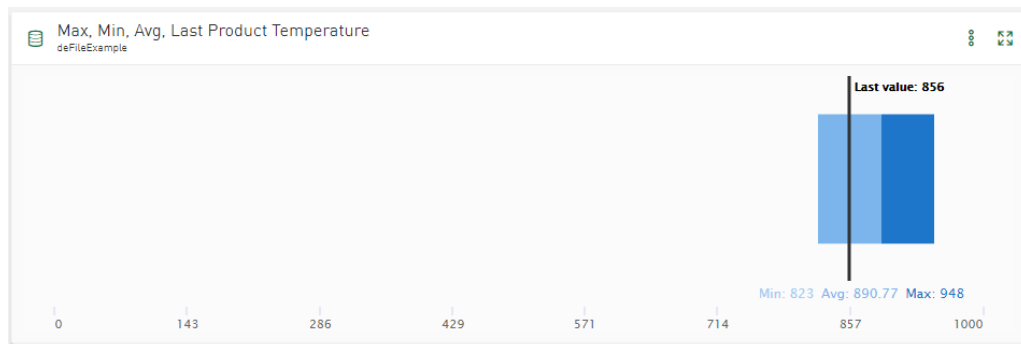 Max, Min, Avg, Last Product Temperature
deFileExample
Last value: 856
Min: 823 Avg: 890.77 Max: 948
0 143 286 429 571 714 857 1000